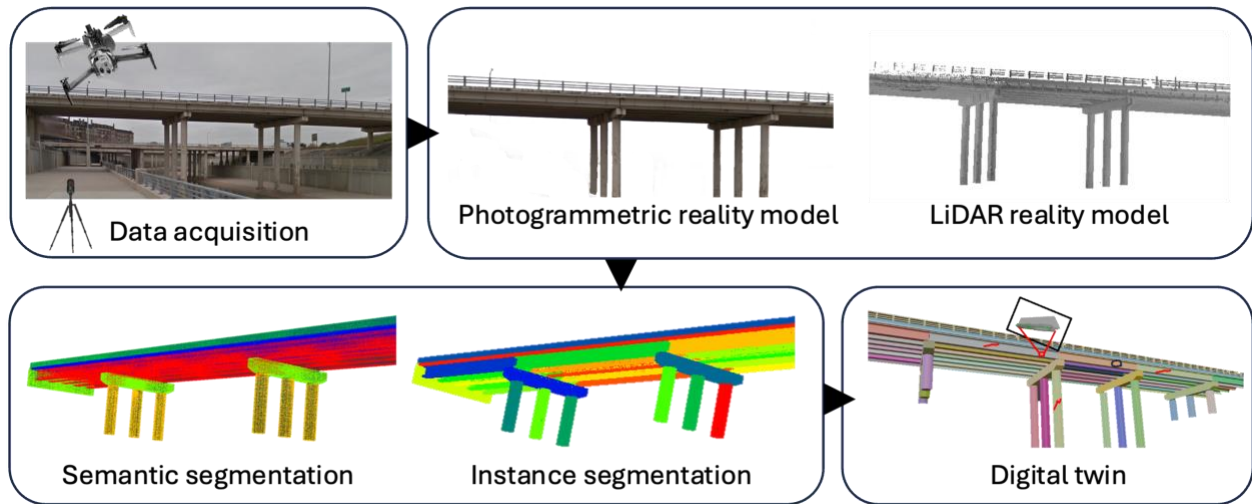 Data acquisition
Photogrammetric reality model
LiDAR reality model
Semantic segmentation
Instance segmentation
Digital twin